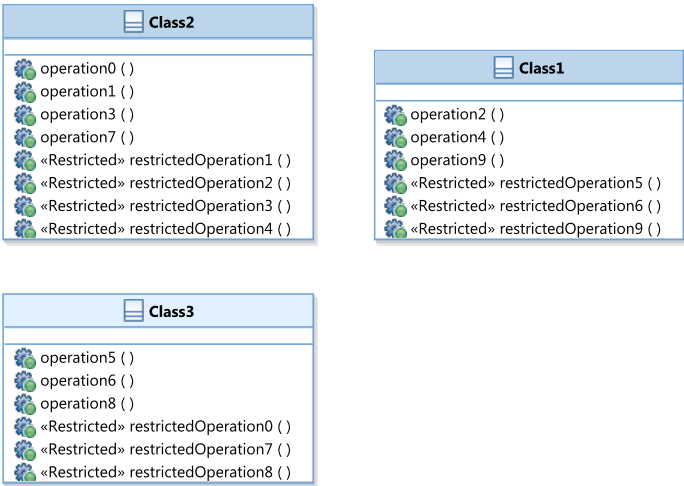 Class2
operation0 ( )
operation1 ( )
operation3 ( )
operation7 ( )
«Restricted» restrictedOperation1 ( )
«Restricted» restrictedOperation2 ( )
«Restricted» restrictedOperation3 ( )
«Restricted» restrictedOperation4 ( )
Class1
operation2 ( )
operation4 ( )
operation9 ( )
«Restricted» restrictedOperation5 ( )
«Restricted» restrictedOperation6 ( )
«Restricted» restrictedOperation9 ( )
Class3
operation5 ( )
operation6 ( )
operation8 ( )
«Restricted» restrictedOperation0 ( )
«Restricted» restrictedOperation7 ( )
«Restricted» restrictedOperation8 ( )